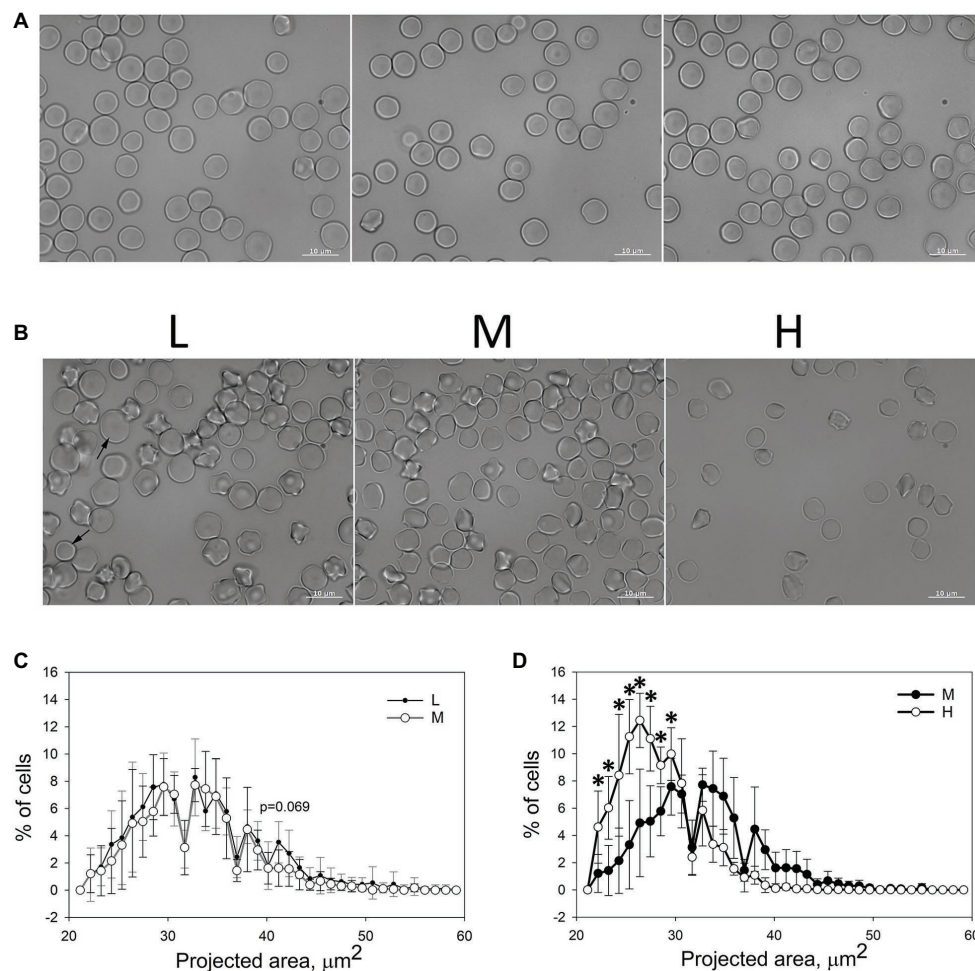 A
10 µm
10 µm
10 µm
B
L
M
H
10 µm
10 µm
10 µm
C
16
14
12
10
8
6
4
2
0
-2
% of cells
L
M
p=0.069
20
30
40
50
60
Projected area, µm²
D
16
14
12
10
8
6
4
2
0
-2
% of cells
M
H
* * * * * * * *
20
30
40
50
60
Projected area, µm²